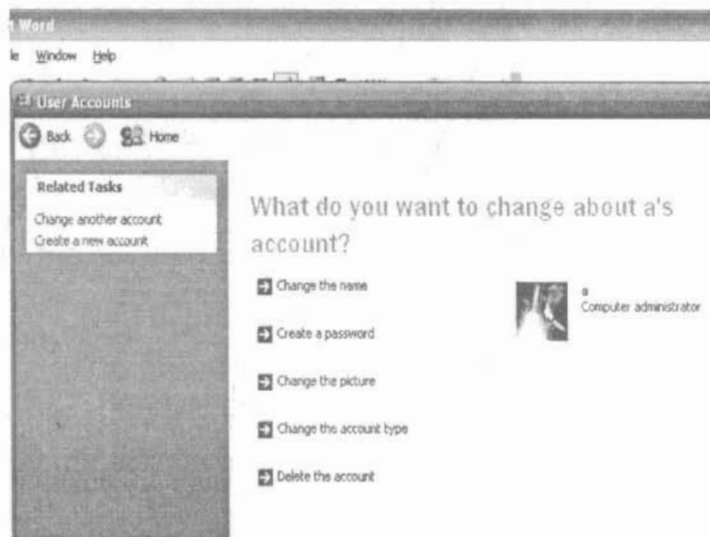 t Word
le Window Help
User Accounts
Back Home
Related Tasks
Change another account
Create a new account
What do you want to change about a's
account?
Change the name
Create a password
Change the picture
Change the account type
Delete the account
a
Computer administrator